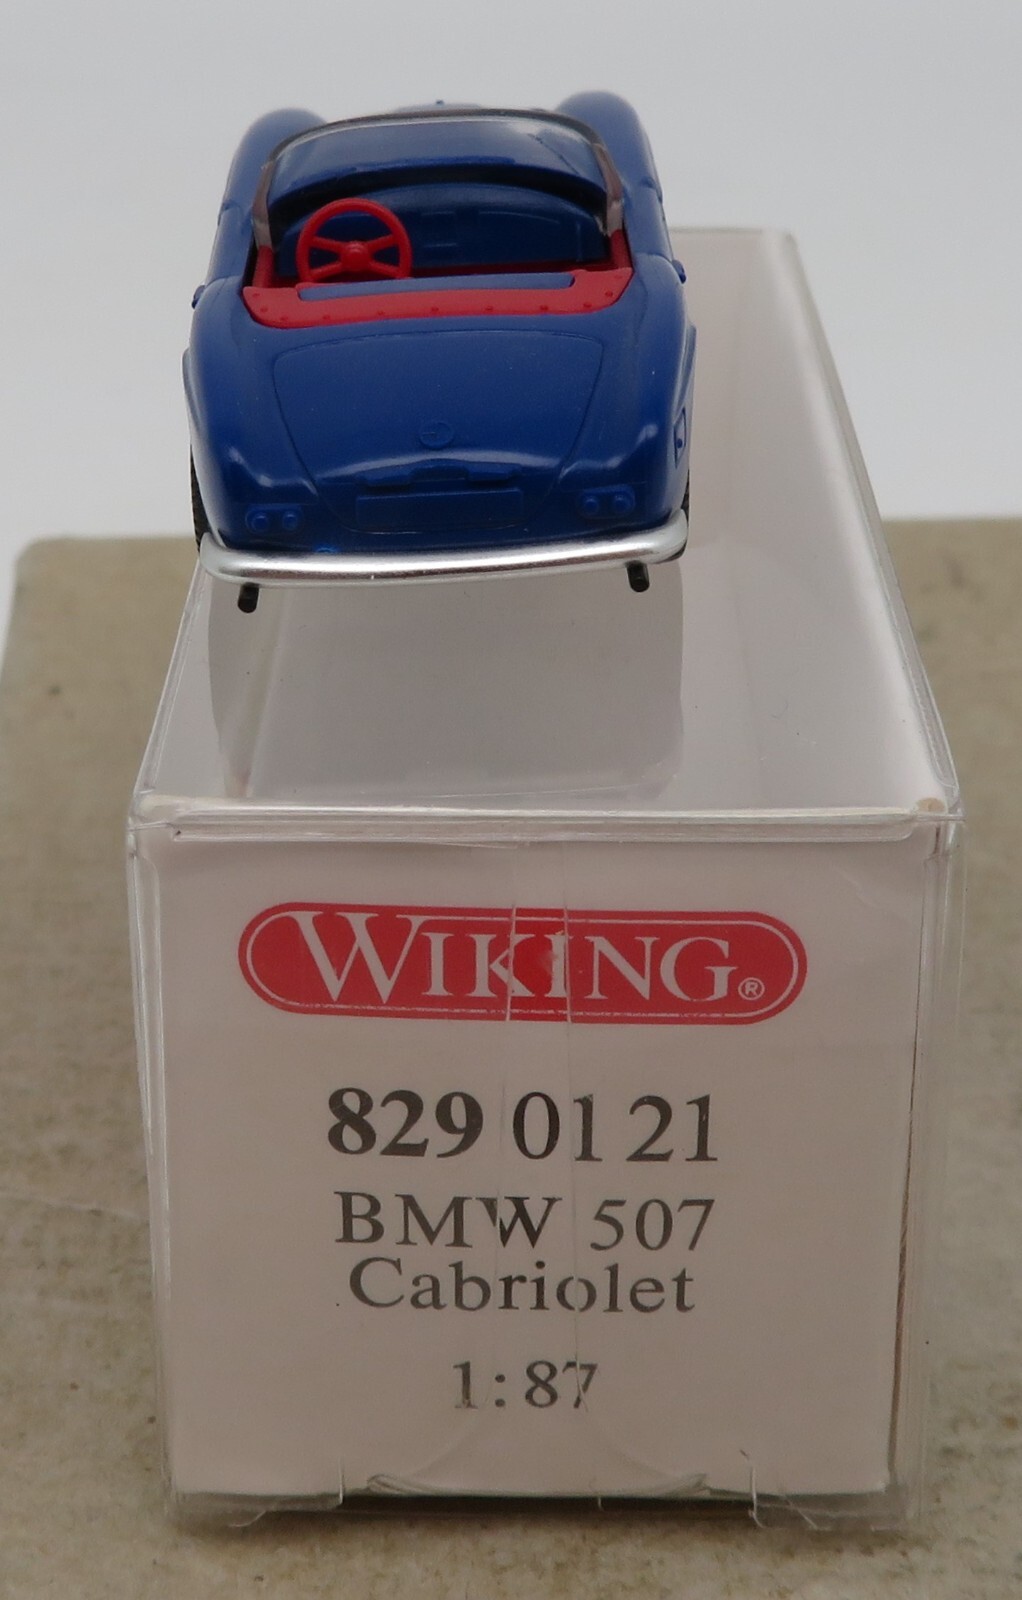 WIKING®
829 01 21
BMW 507
Cabriolet
1:87